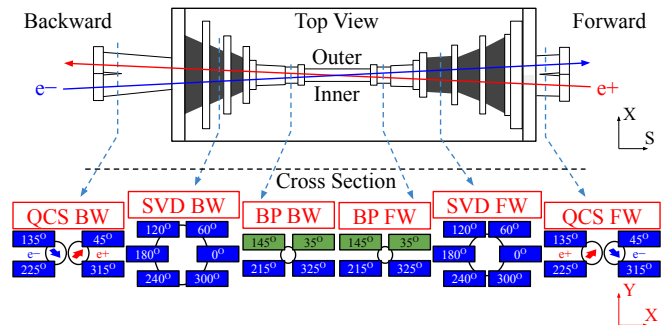 Backward Top View Forward
Outer
e− Inner e+
X
S
Cross Section
QCS BW SVD BW BP BW BP FW SVD FW QCS FW
135O 45O 120O 60O 145O 35O 145O 35O 120O 60O 135O 45O
e− e+ 180O 0O 180O 0O e+ e−
225O 315O 240O 300O 215O 325O 215O 325O 240O 300O 225O 315O
Y
X